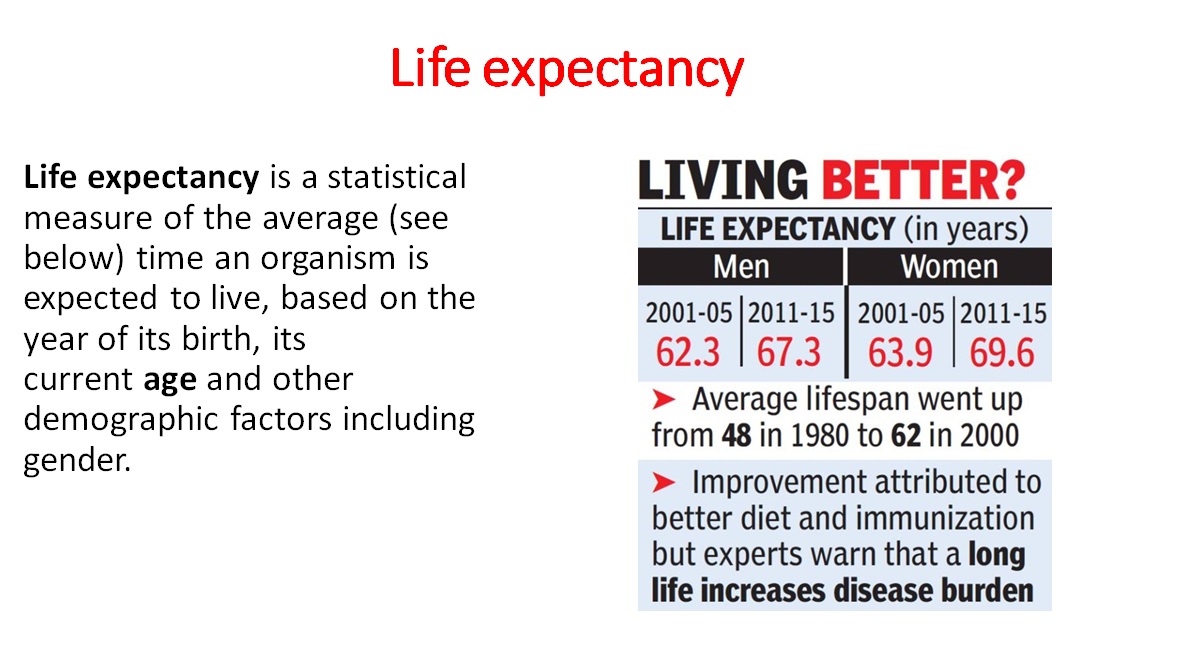 Life expectancy
Life expectancy is a statistical
measure of the average (see
below) time an organism is
expected to live, based on the
year of its birth, its
current age and other
demographic factors including
gender.
LIVING BETTER?
LIFE EXPECTANCY (in years)
Men Women
2001-05 2011-15 2001-05 2011-15
62.3 67.3 63.9 69.6
➤ Average lifespan went up
from 48 in 1980 to 62 in 2000
➤ Improvement attributed to
better diet and immunization
but experts warn that a long
life increases disease burden